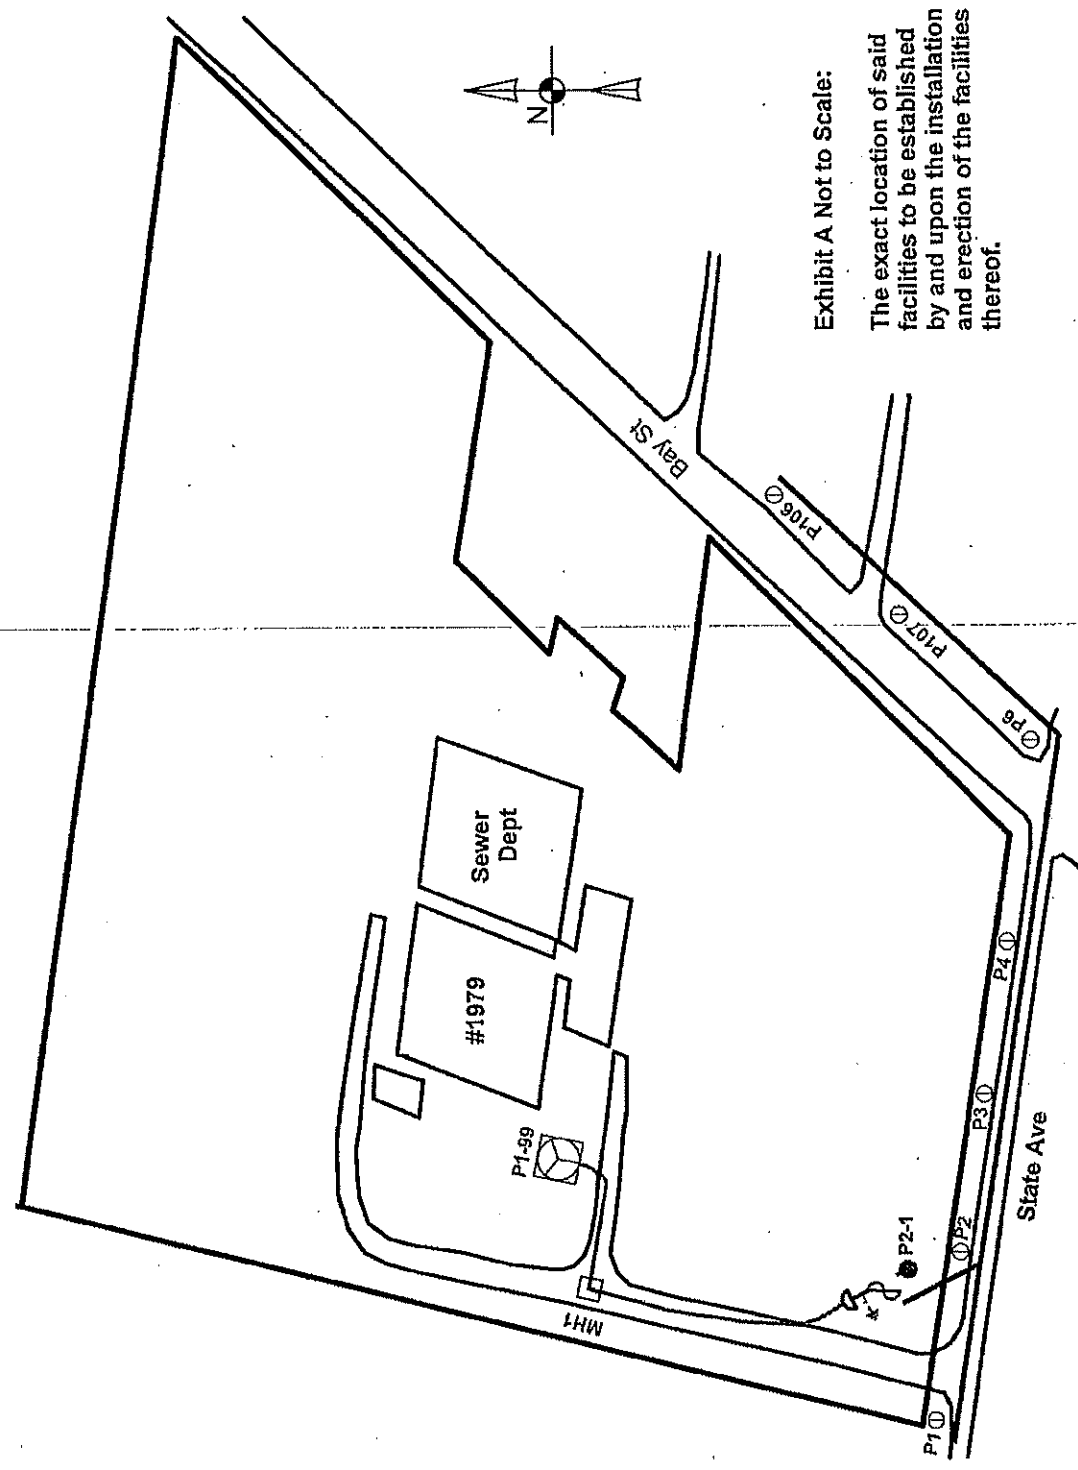 N
Exhibit A Not to Scale:
The exact location of said
facilities to be established
by and upon the installation
and erection of the facilities
thereof.
Bay St
P106
P107
P6
Sewer
Dept
#1979
P1-99
MH1
P4
P3
State Ave
P2
P2-1
P1